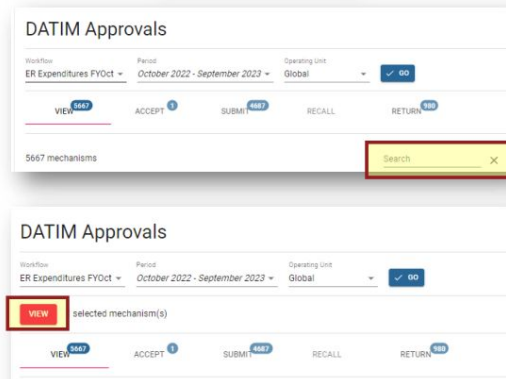 DATIM Approvals
Workflow Period Operating Unit
ER Expenditures FYOct October 2022 - September 2023 Global GO
VIEW 5667 ACCEPT 1 SUBMIT 4687 RECALL RETURN 980
5667 mechanisms Search
DATIM Approvals
Workflow Period Operating Unit
ER Expenditures FYOct October 2022 - September 2023 Global GO
VIEW selected mechanism(s)
VIEW 5667 ACCEPT 1 SUBMIT 4687 RECALL RETURN 980